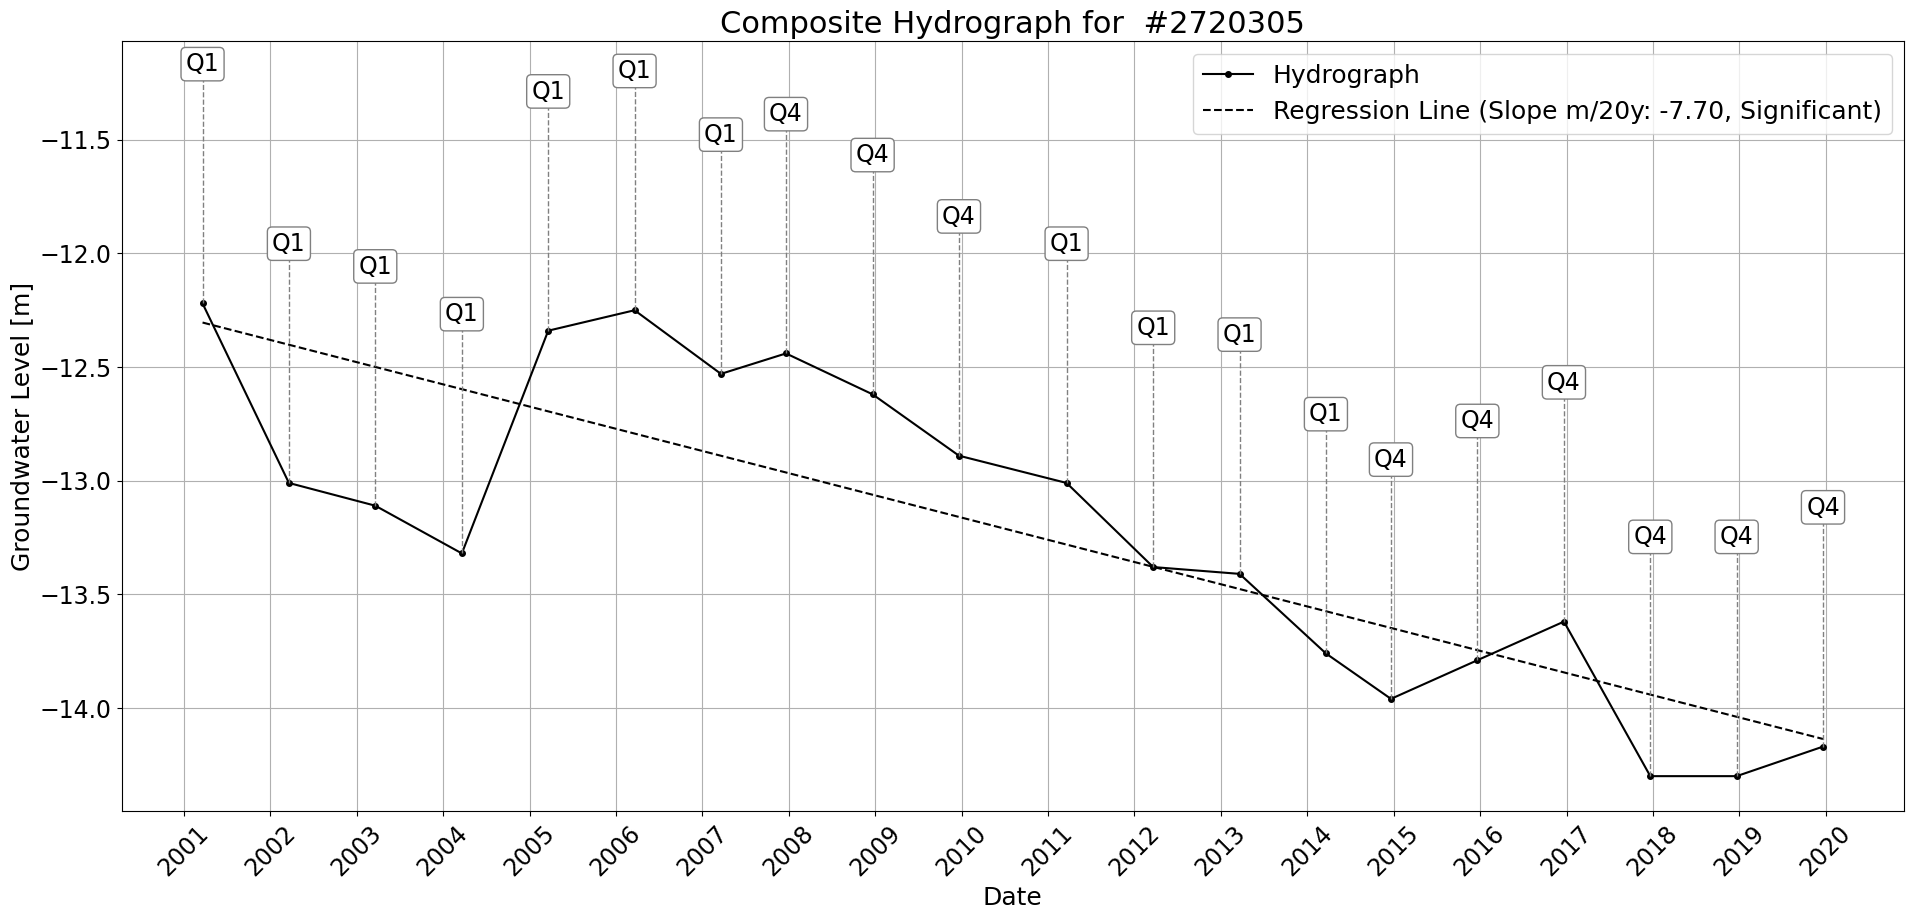 Composite Hydrograph for  #2720305
Hydrograph
Regression Line (Slope m/20y: -7.70, Significant)
Q1
Q1
Q1
Q1
Q1
Q1
Q1
Q4
Q4
Q4
Q1
Q1
Q1
Q1
Q4
Q4
Q4
Q4
Q4
Q4
Groundwater Level [m]
−11.5
−12.0
−12.5
−13.0
−13.5
−14.0
2001
2002
2003
2004
2005
2006
2007
2008
2009
2010
2011
2012
2013
2014
2015
2016
2017
2018
2019
2020
Date